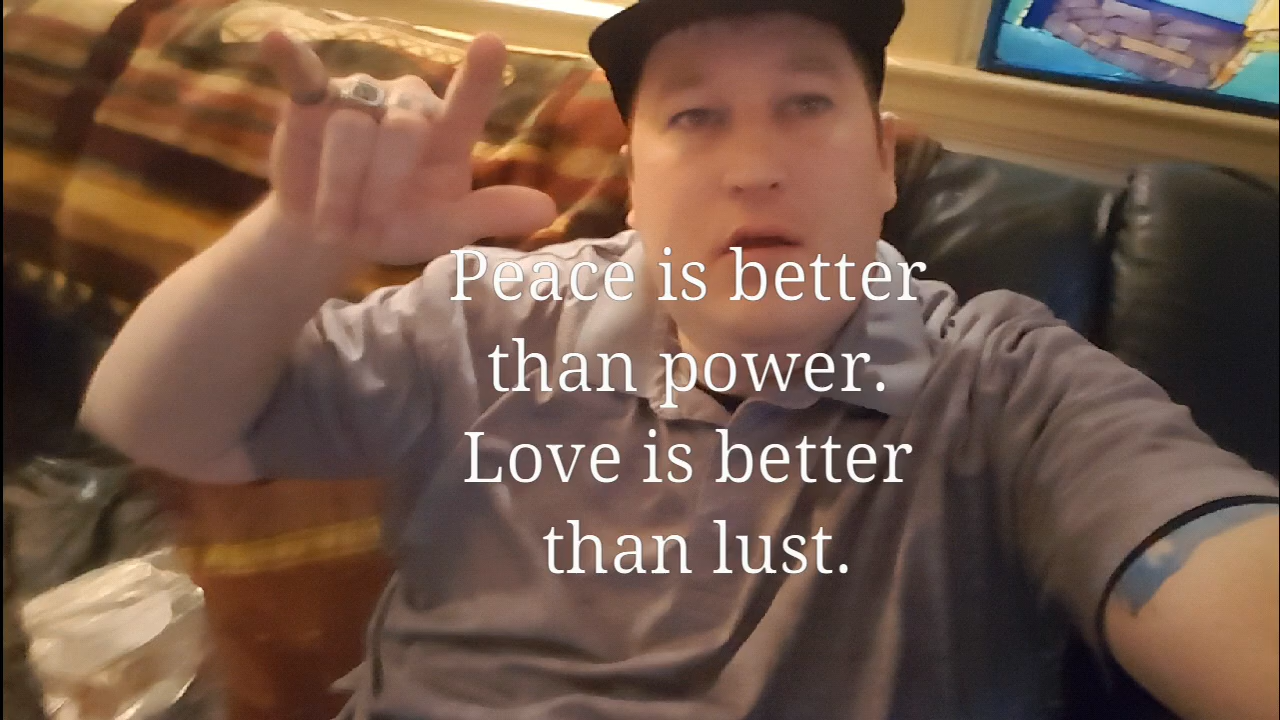 Peace is better
than power.
Love is better
than lust.